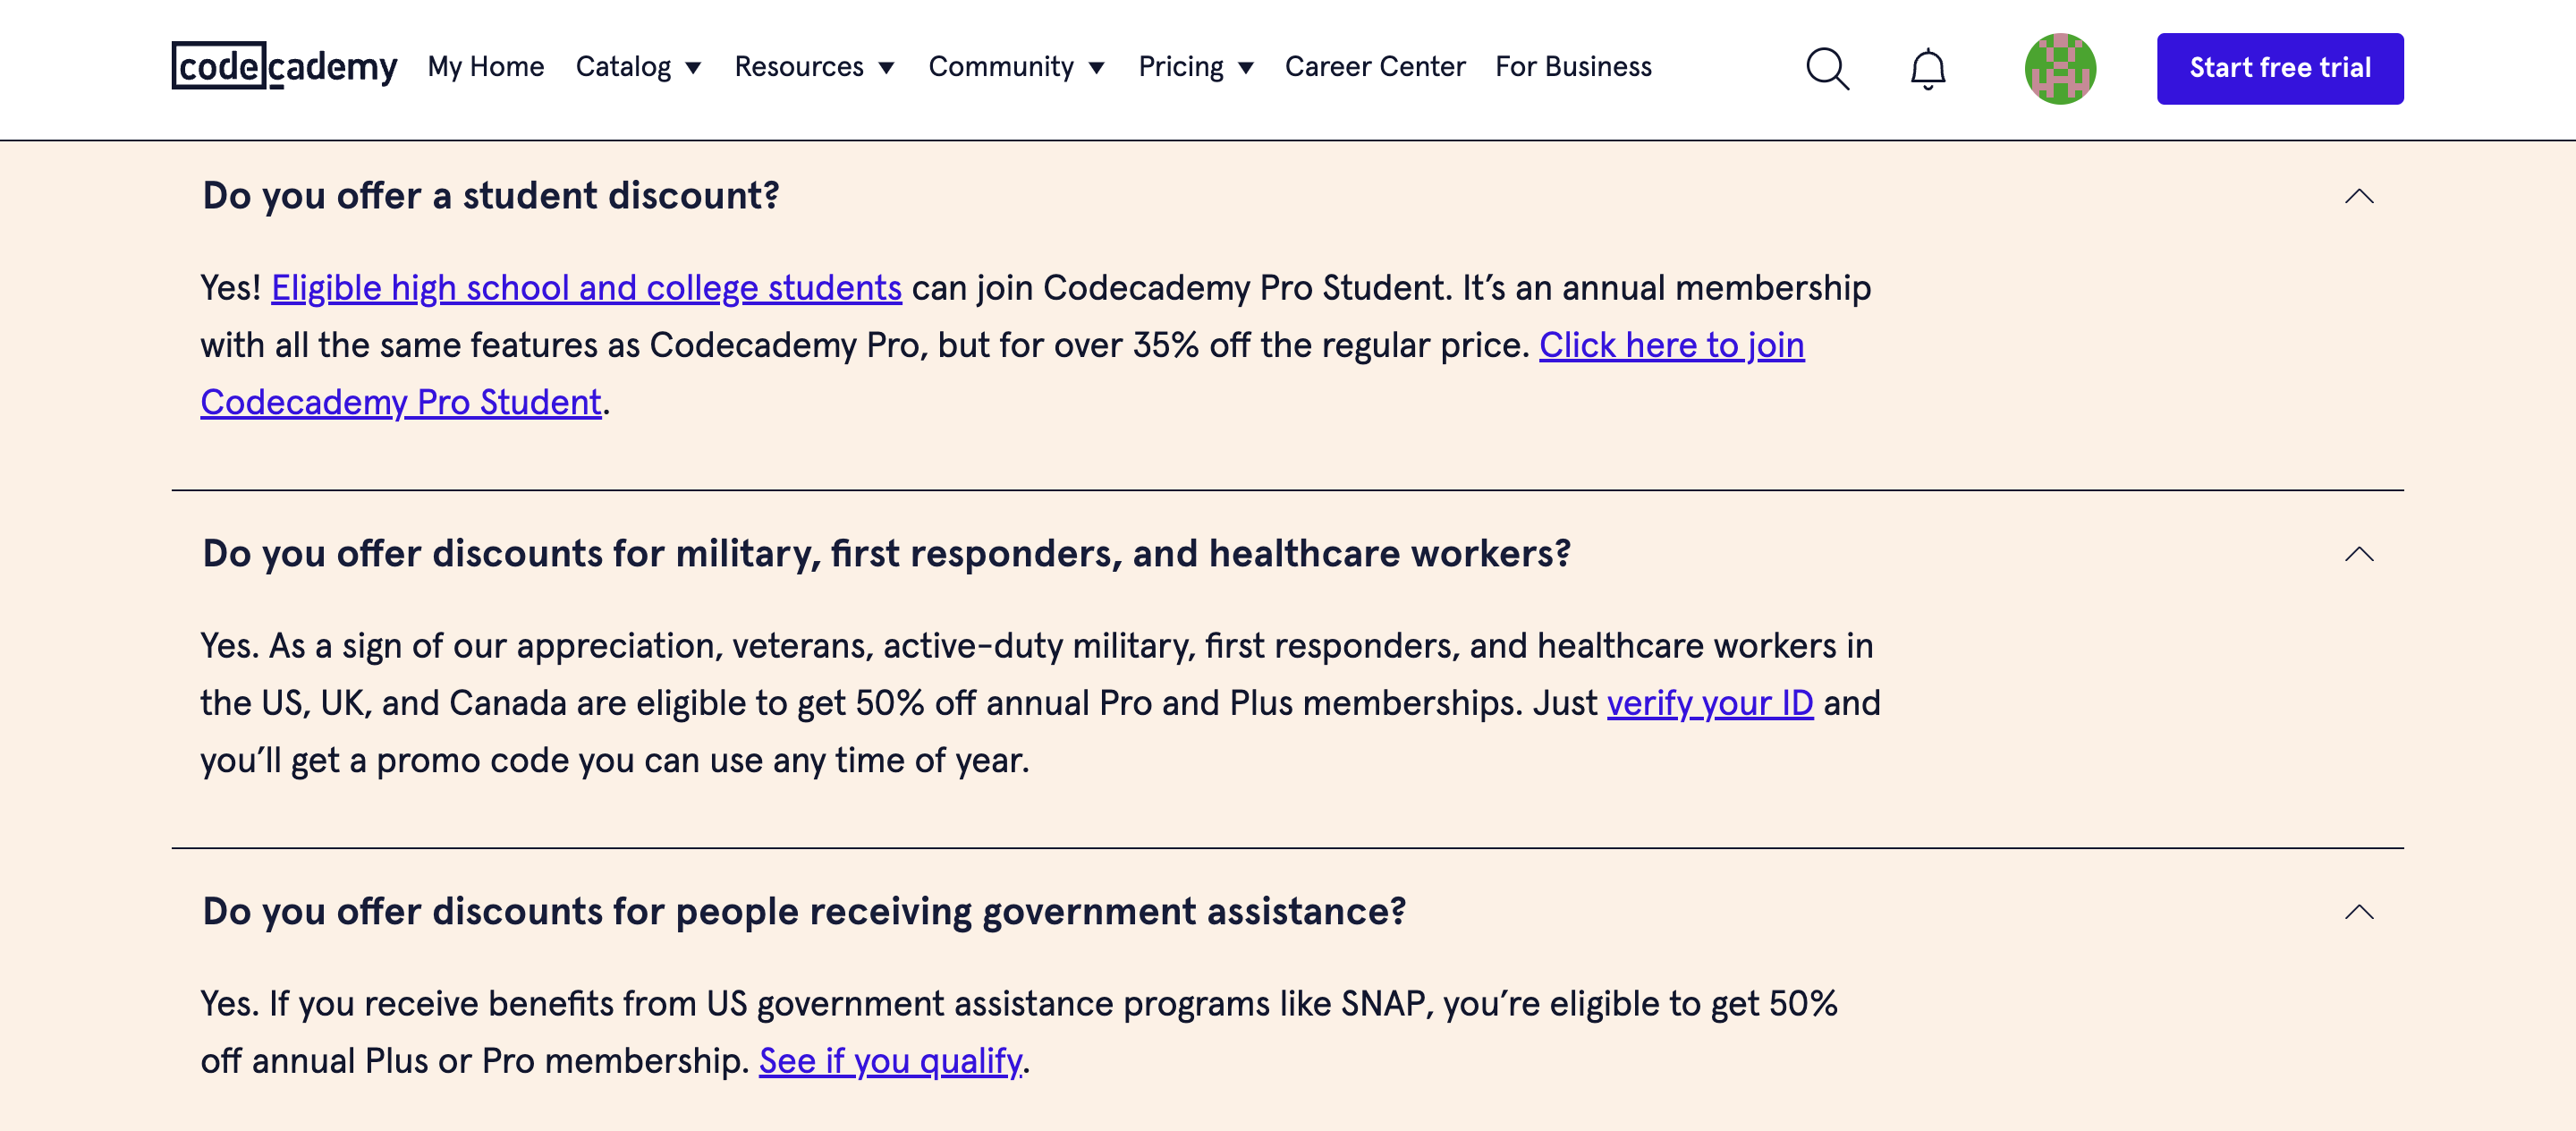 codecademy My Home Catalog Resources Community Pricing Career Center For Business Start free trial
Do you offer a student discount?
Yes! Eligible high school and college students can join Codecademy Pro Student. It’s an annual membership
with all the same features as Codecademy Pro, but for over 35% off the regular price. Click here to join
Codecademy Pro Student.
Do you offer discounts for military, first responders, and healthcare workers?
Yes. As a sign of our appreciation, veterans, active-duty military, first responders, and healthcare workers in
the US, UK, and Canada are eligible to get 50% off annual Pro and Plus memberships. Just verify your ID and
you’ll get a promo code you can use any time of year.
Do you offer discounts for people receiving government assistance?
Yes. If you receive benefits from US government assistance programs like SNAP, you’re eligible to get 50%
off annual Plus or Pro membership. See if you qualify.